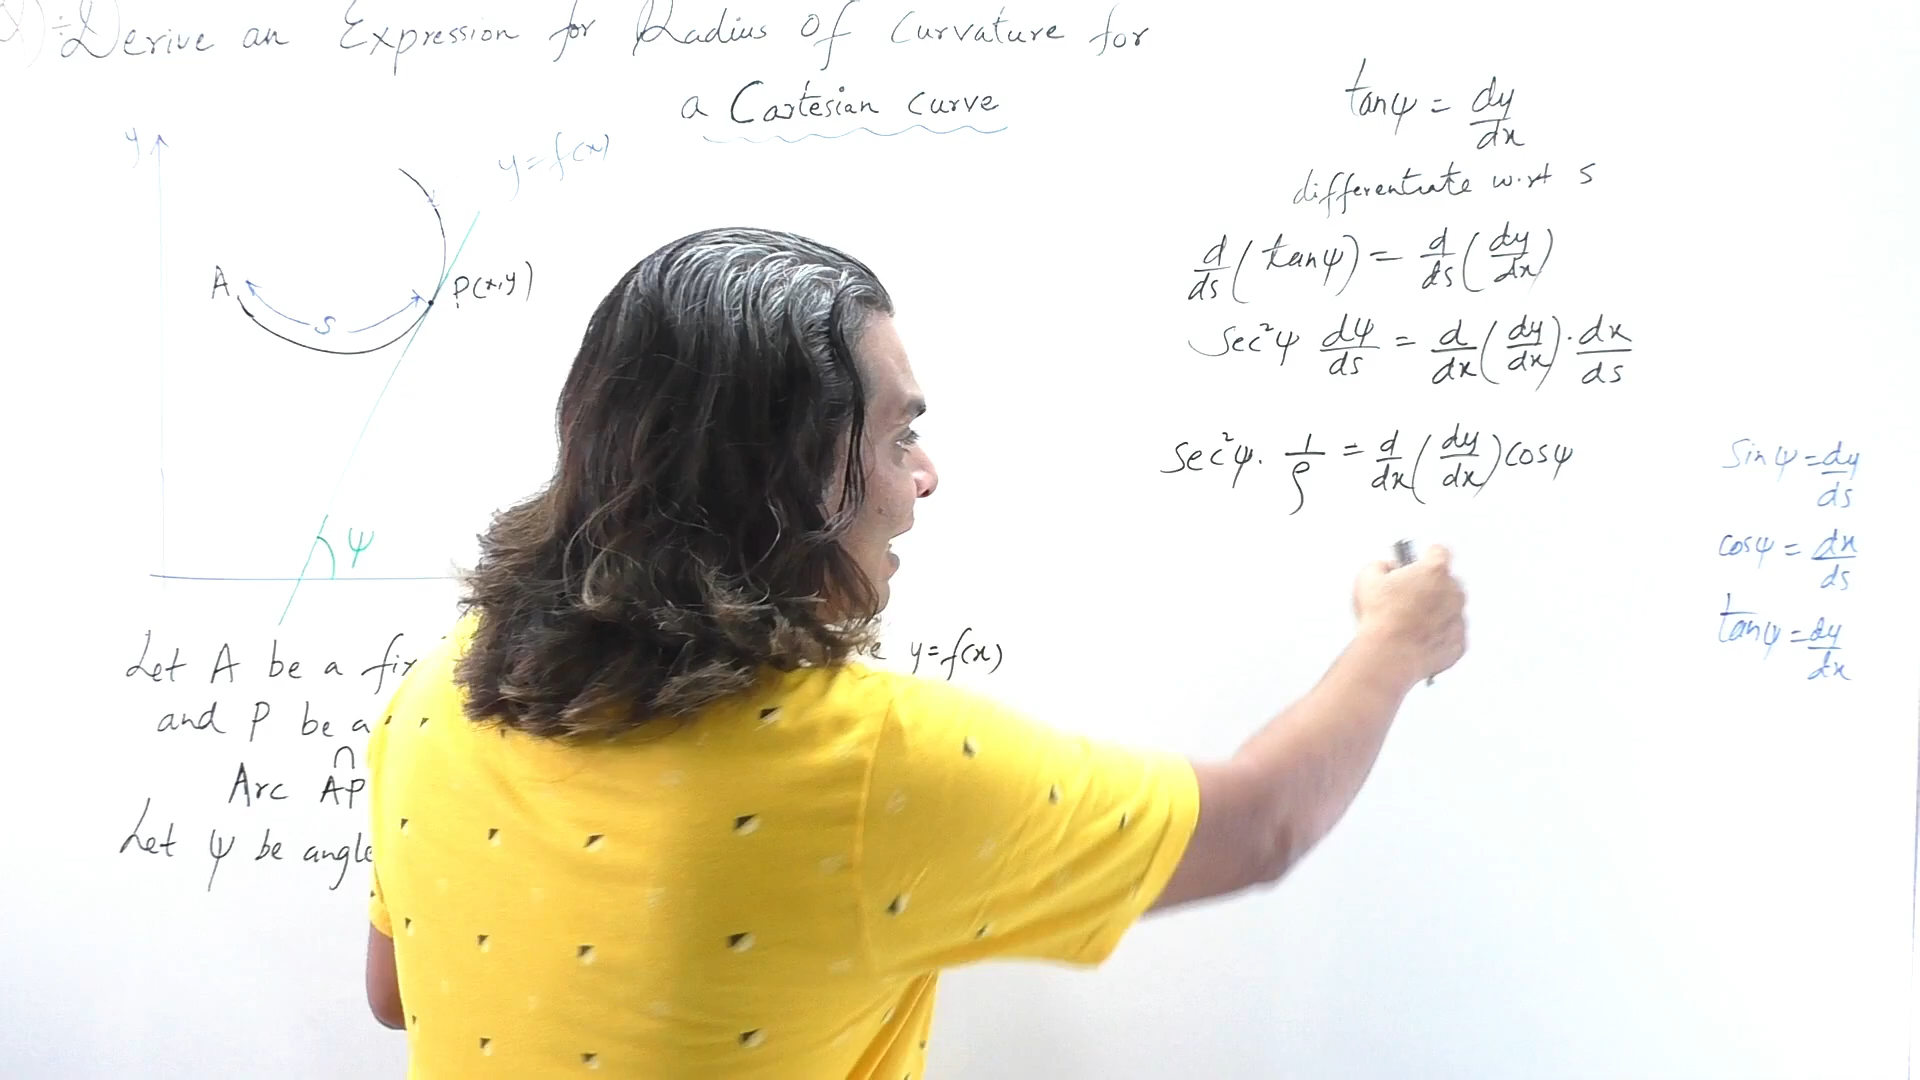 Q):- Derive an Expression for Radius of Curvature for
a Cartesian Curve
y
y=f(x)
A
S
P(x,y)
ψ
Let A be a
y=f(x)
and P be a
Arc AP
Let ψ be angle
tanψ = dy/dx
differentiate w.r.t s
d/ds(tanψ) = d/ds(dy/dx)
Sec²ψ dψ/ds = d/dx(dy/dx)·dx/ds
Sec²ψ. 1/ρ = d/dx(dy/dx)cosψ
Sinψ = dy/ds
cosψ = dx/ds
tanψ = dy/dx